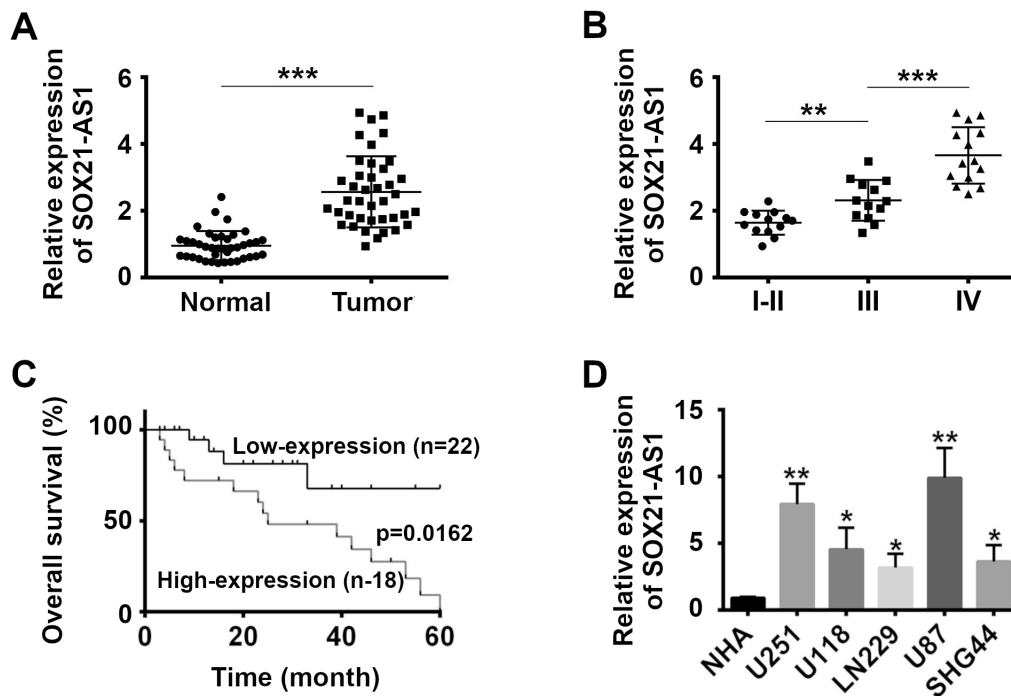 A
Relative expression
of SOX21-AS1
6
4
2
0
***
Normal
Tumor
B
Relative expression
of SOX21-AS1
6
4
2
0
**
***
I-II
III
IV
C
Overall survival (%)
100
50
0
Low-expression (n=22)
p=0.0162
High-expression (n-18)
0
20
40
60
Time (month)
D
Relative expression
of SOX21-AS1
15
10
5
0
**
*
*
**
*
NHA
U251
U118
LN229
U87
SHG44